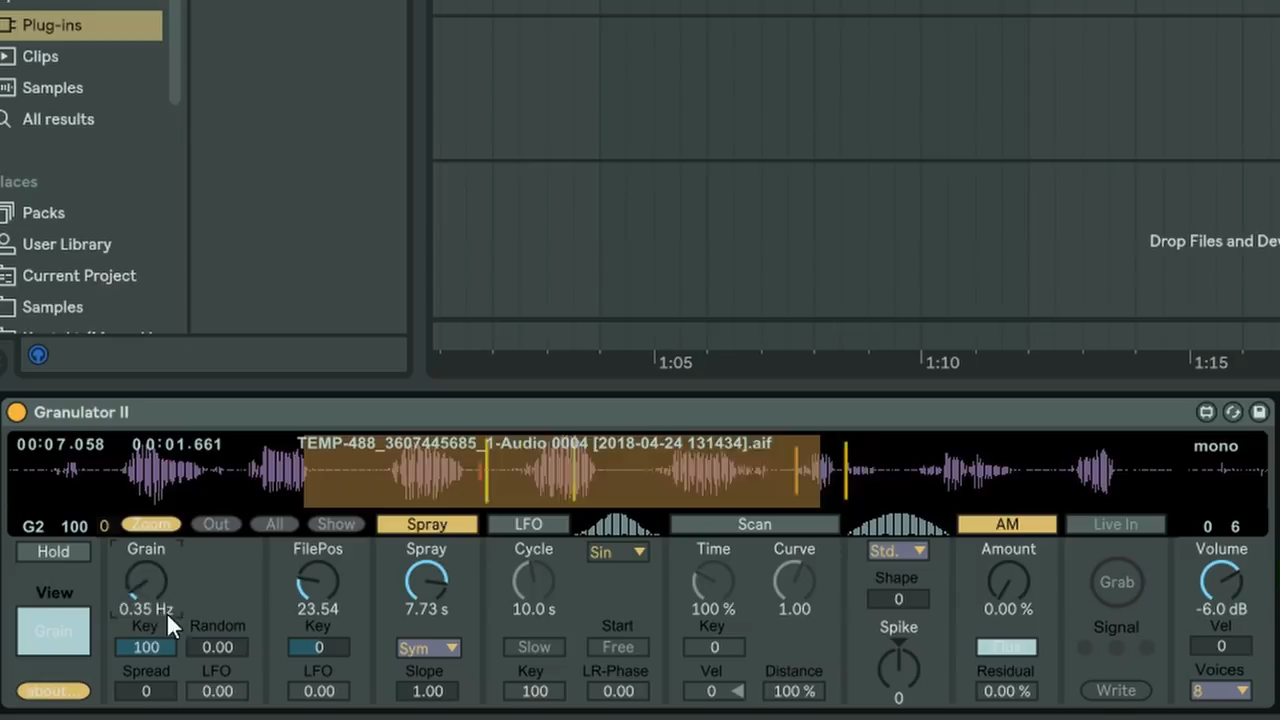 Plug-ins
Clips
Samples
All results
laces
Packs
User Library
Current Project
Samples
Drop Files and De
1:05 1:10 1:15
Granulator II
00:07.058 00:01.661 TEMP-488_3607445685_1-Audio 0004 [2018-04-24 131434].aif mono
G2 100 0 Zoom Out All Show Spray LFO Scan AM Live In 0 6
Hold Grain FilePos Spray Cycle Sin Time Curve Std. Amount Volume
View Shape Grab
Grain 0.35 Hz 23.54 7.73 s 10.0 s 100 % 1.00 0 0.00 % -6.0 dB
Key Random Key Start Key Spike Signal Vel
100 0.00 0 Sym Slow Free 0 0
Spread LFO LFO Slope Key LR-Phase Vel Distance Residual Voices
about... 0 0.00 0.00 1.00 100 0.00 0 100 % 0 0.00 % Write 8